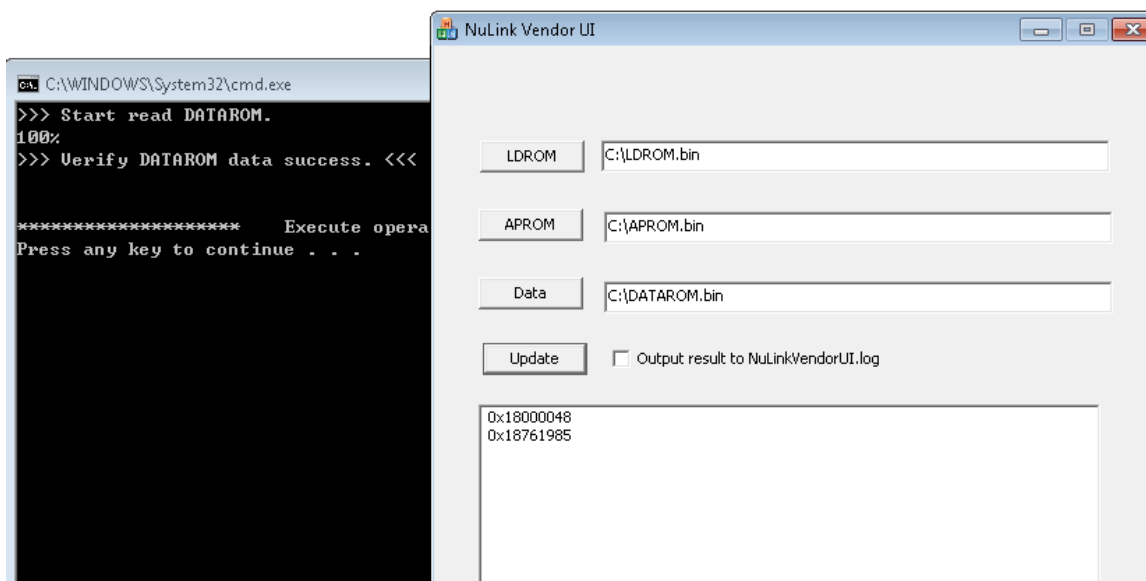 C:\WINDOWS\System32\cmd.exe
>>> Start read DATAROM.
100%
>>> Verify DATAROM data success. <<<
******************** Execute opera
Press any key to continue . . .
NuLink Vendor UI
LDROM C:\LDROM.bin
APROM C:\APROM.bin
Data C:\DATAROM.bin
Update Output result to NuLinkVendorUI.log
0x18000048
0x18761985